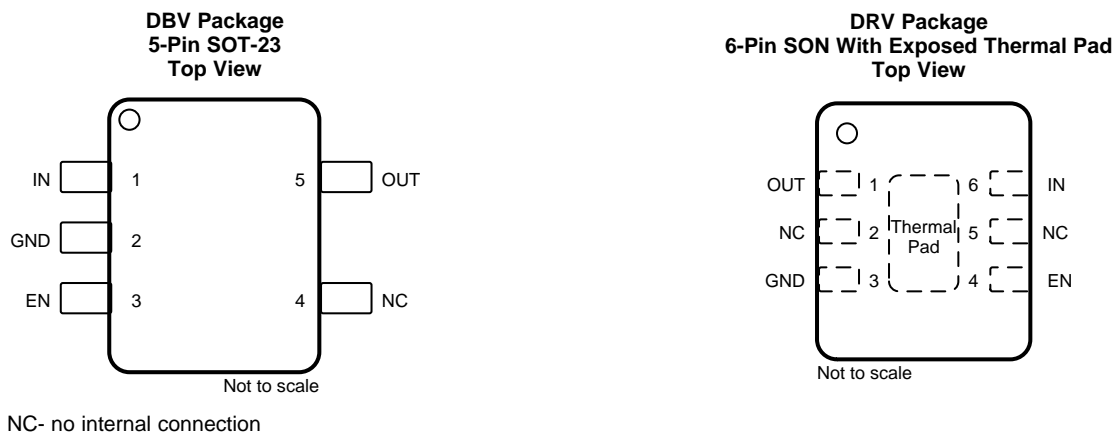 DBV Package
5-Pin SOT-23
Top View
IN
1
5
OUT
GND
2
EN
3
4
NC
Not to scale
NC- no internal connection
DRV Package
6-Pin SON With Exposed Thermal Pad
Top View
OUT
1
6
IN
NC
2
Thermal
Pad
5
NC
GND
3
4
EN
Not to scale